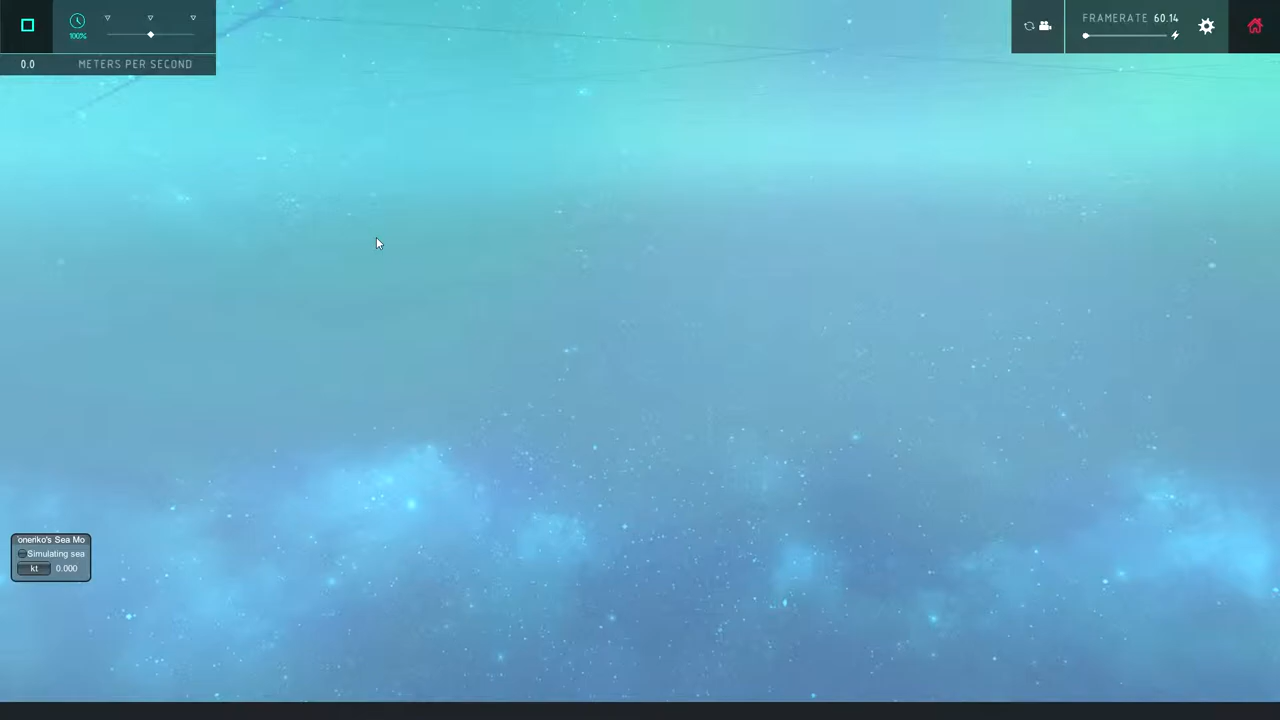 100%
0.0 METERS PER SECOND
FRAMERATE 60.14
oneriko's Sea Mo
Simulating sea
kt 0.000